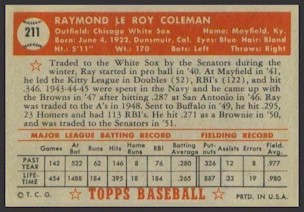 211
RAYMOND LE ROY COLEMAN
Outfield: Chicago White Sox Home: Mayfield, Ky.
Born: June 4, 1922, Dunsmuir, Cal. Eyes: Blue Hair: Blond
Ht.: 5'11" Wt.: 170 Bats: Left Throws: Right
Traded to the White Sox by the Senators during the
winter, Ray started in pro ball in '40. At Mayfield in '41,
he led the Kitty League in Doubles (52), RBI's (122), and hit
.346. 1943-44-45 were spent in the Navy and he came up with
the Browns in '47 after hitting .287 at San Antonio in '46. Ray
was traded to the A's in 1948. Sent to Buffalo in '49, he hit .295,
23 Homers and had 113 RBI's. He hit .271 as a Brownie in '50,
and was traded to the Senators in '51.
MAJOR LEAGUE BATTING RECORD FIELDING RECORD
Games At Bat Runs Hits Home Runs R.B.I. Batting Average Put-outs Assists Errors Field. Avg.
PAST YEAR 142 522 62 146 8 76 .280 326 12 8 .977
LIFE-TIME 454 1488 184 395 188 .265 887 33 19 .980
© T. C. G. TOPPS BASEBALL PRTD. IN U.S.A.